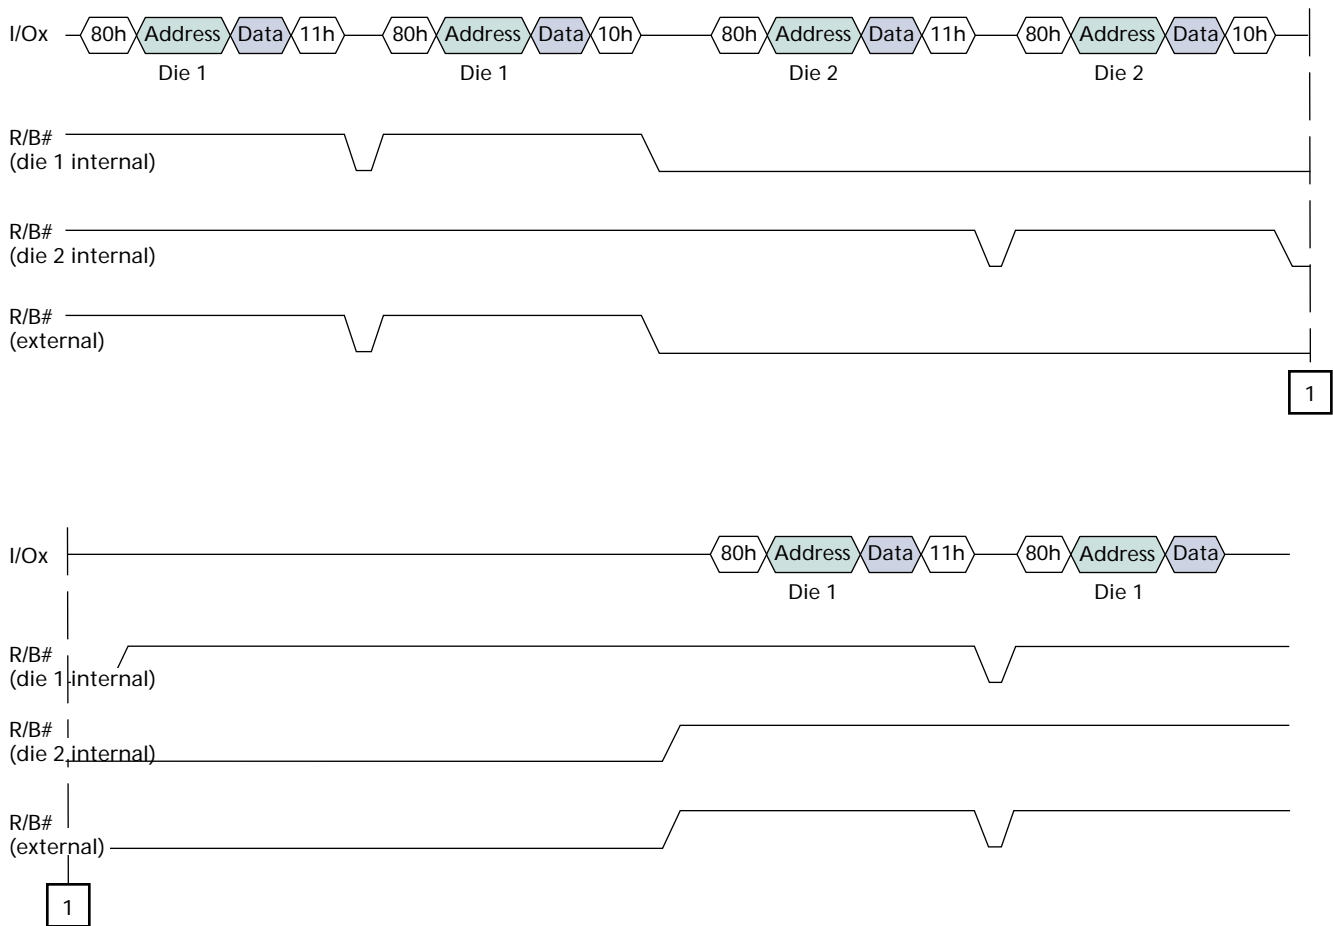 I/Ox 80h Address Data 11h 80h Address Data 10h 80h Address Data 11h 80h Address Data 10h
Die 1 Die 1 Die 2 Die 2
R/B#
(die 1 internal)
R/B#
(die 2 internal)
R/B#
(external)
1
I/Ox 80h Address Data 11h 80h Address Data
Die 1 Die 1
R/B#
(die 1 internal)
R/B#
(die 2 internal)
R/B#
(external)
1